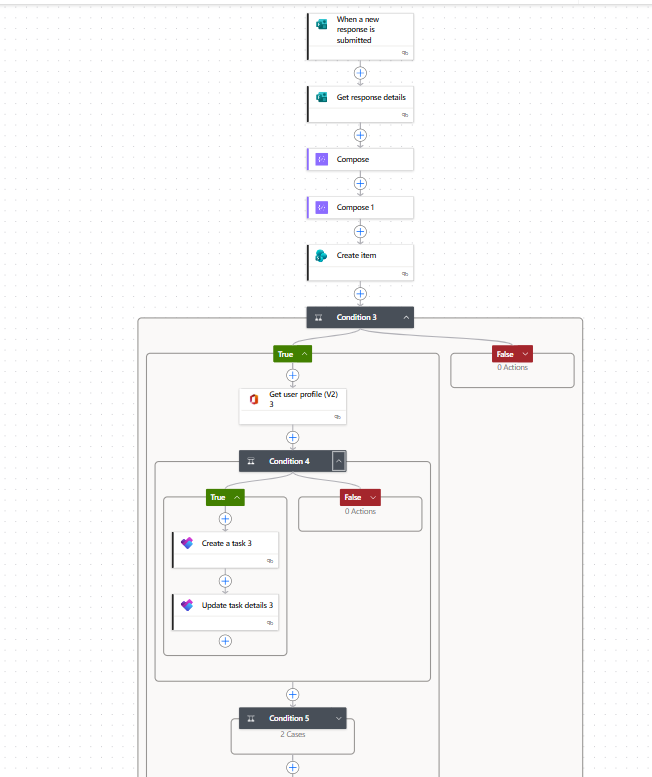 When a new
response is
submitted
Get response details
Compose
Compose 1
Create item
Condition 3
True
False
0 Actions
Get user profile (V2)
3
Condition 4
True
False
0 Actions
Create a task 3
Update task details 3
Condition 5
2 Cases